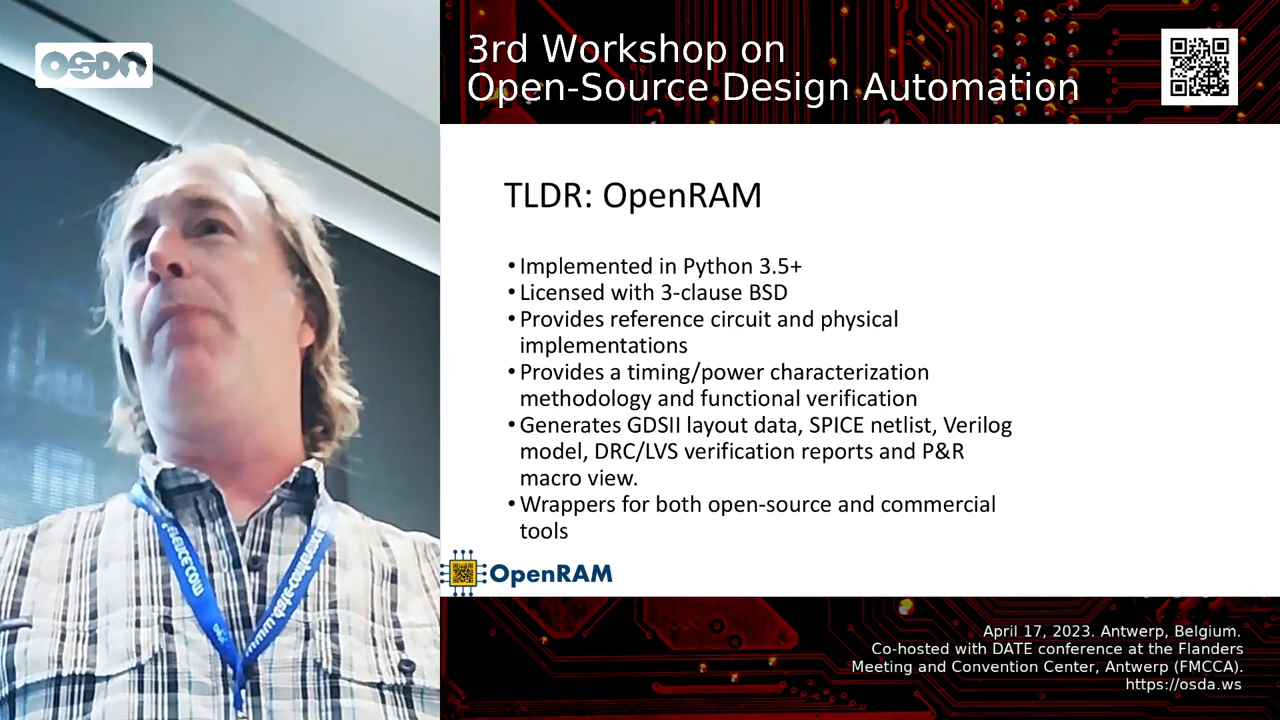 OSDA
3rd Workshop on
Open-Source Design Automation
TLDR: OpenRAM
•Implemented in Python 3.5+
•Licensed with 3-clause BSD
•Provides reference circuit and physical
implementations
•Provides a timing/power characterization
methodology and functional verification
•Generates GDSII layout data, SPICE netlist, Verilog
model, DRC/LVS verification reports and P&R
macro view.
•Wrappers for both open-source and commercial
tools
OpenRAM
April 17, 2023. Antwerp, Belgium.
Co-hosted with DATE conference at the Flanders
Meeting and Convention Center, Antwerp (FMCCA).
https://osda.ws